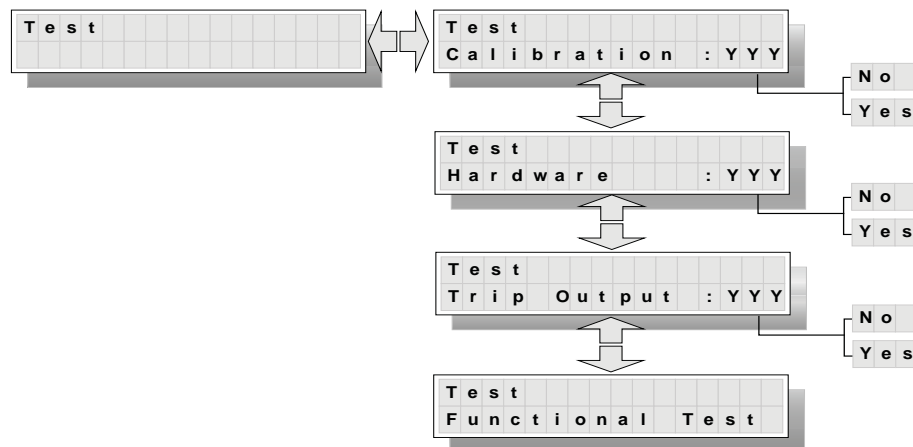 Test
Test
Calibration :YYY
No
Yes
Test
Hardware :YYY
No
Yes
Test
Trip Output :YYY
No
Yes
Test
Functional Test